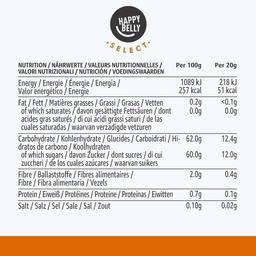 HAPPY
BELLY
SELECT
NUTRITION / NÄHRWERTE / VALEURS NUTRITIONNELLES / Per 100g Per 20g
VALORI NUTRIZIONALI / NUTRICIÓN / VOEDINGSWAARDEN
Energy / Energie / Énergie / Energia / 1089 kJ 218 kJ
Valor energético / Energie 257 kcal 51 kcal
Fat / Fett / Matières grasses / Grassi / Grasas / Vetten 0.2g <0.1g
of which saturates / davon gesättigte Fettsäuren / dont 0.0g 0.0g
acides gras saturés / di cui acidi grassi saturi / de las
cuales saturadas / waarvan verzadigde vetzuren
Carbohydrate / Kohlenhydrate / Glucides / Carboidrati / Hi- 62.0g 12.4g
dratos de carbono / Koolhydraten
of which sugars / davon Zucker / dont sucres / di cui 60.0g 12.0g
zuccheri / de los cuales azúcares / waarvan suikers
Fibre / Ballaststoffe / Fibres alimentaires / 2.0g 0.4g
Fibre / Fibra alimentaria / Vezels
Protein / Eiweiß / Protéines / Proteine / Proteínas / Eiwitten 0.7g 0.1g
Salt / Salz / Sel / Sale / Sal / Zout 0.10g 0.02g